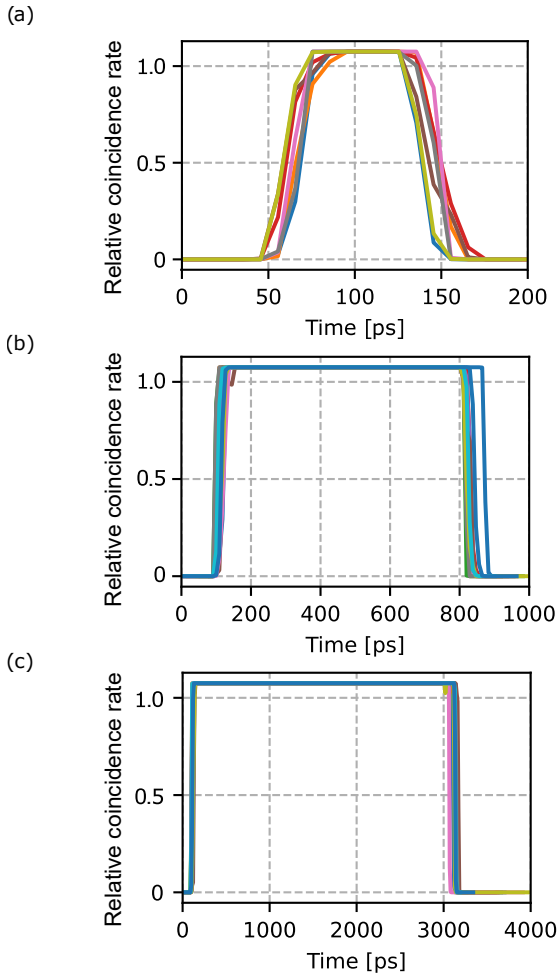 (a)
Relative coincidence rate
1.0
0.5
0
0 50 100 150 200
Time [ps]
(b)
Relative coincidence rate
1.0
0.5
0
0 200 400 600 800 1000
Time [ps]
(c)
Relative coincidence rate
1.0
0.5
0
0 1000 2000 3000 4000
Time [ps]